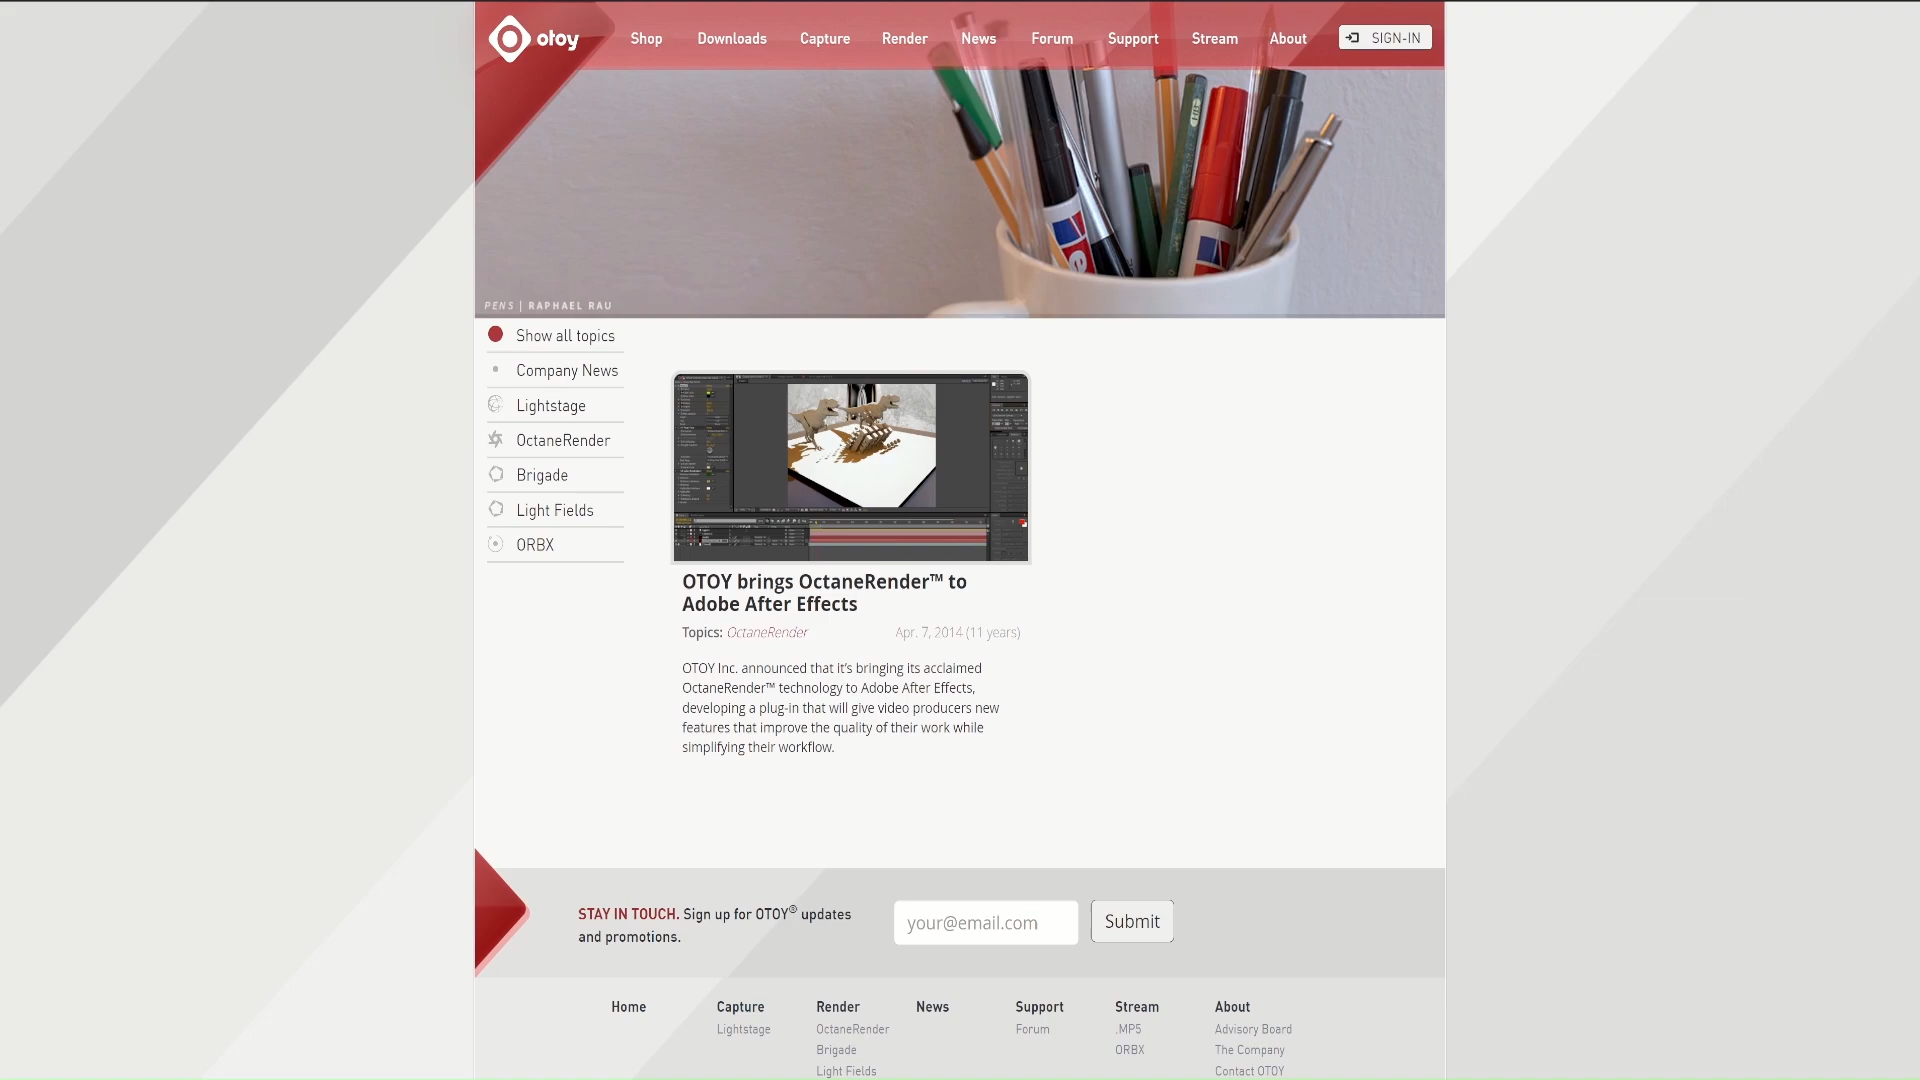 otoy
Shop Downloads Capture Render News Forum Support Stream About SIGN-IN
PENS | RAPHAEL RAU
Show all topics
Company News
Lightstage
OctaneRender
Brigade
Light Fields
ORBX
OTOY brings OctaneRender™ to
Adobe After Effects
Topics: OctaneRender Apr. 7, 2014 (11 years)
OTOY Inc. announced that it's bringing its acclaimed
OctaneRender™ technology to Adobe After Effects,
developing a plug-in that will give video producers new
features that improve the quality of their work while
simplifying their workflow.
STAY IN TOUCH. Sign up for OTOY® updates
and promotions.
your@email.com
Submit
Home Capture Render News Support Stream About
Lightstage OctaneRender Forum .MP5 Advisory Board
Brigade ORBX The Company
Light Fields Contact OTOY